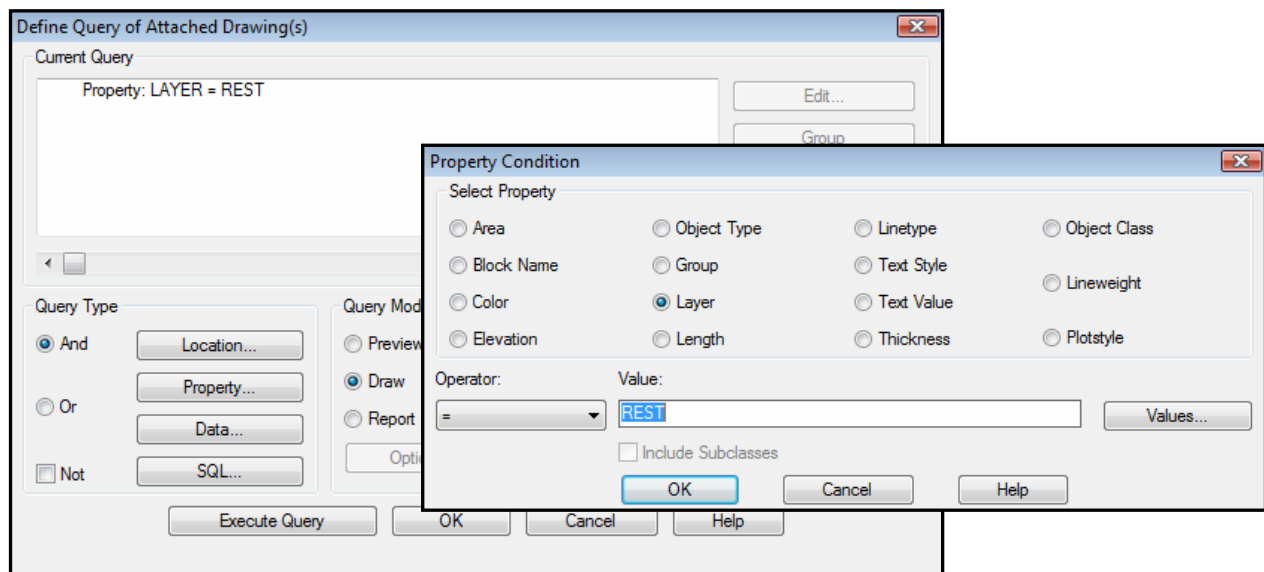 Define Query of Attached Drawing(s)
Current Query
Property: LAYER = REST
Edit...
Group
Query Type
And
Location...
Property...
Or
Data...
Not
SQL...
Query Mod
Preview
Draw
Report
Optic
Execute Query
OK
Cancel
Help
Property Condition
Select Property
Area
Object Type
Linetype
Object Class
Block Name
Group
Text Style
Lineweight
Color
Layer
Text Value
Elevation
Length
Thickness
Plotstyle
Operator:
Value:
=
REST
Values...
Include Subclasses
OK
Cancel
Help